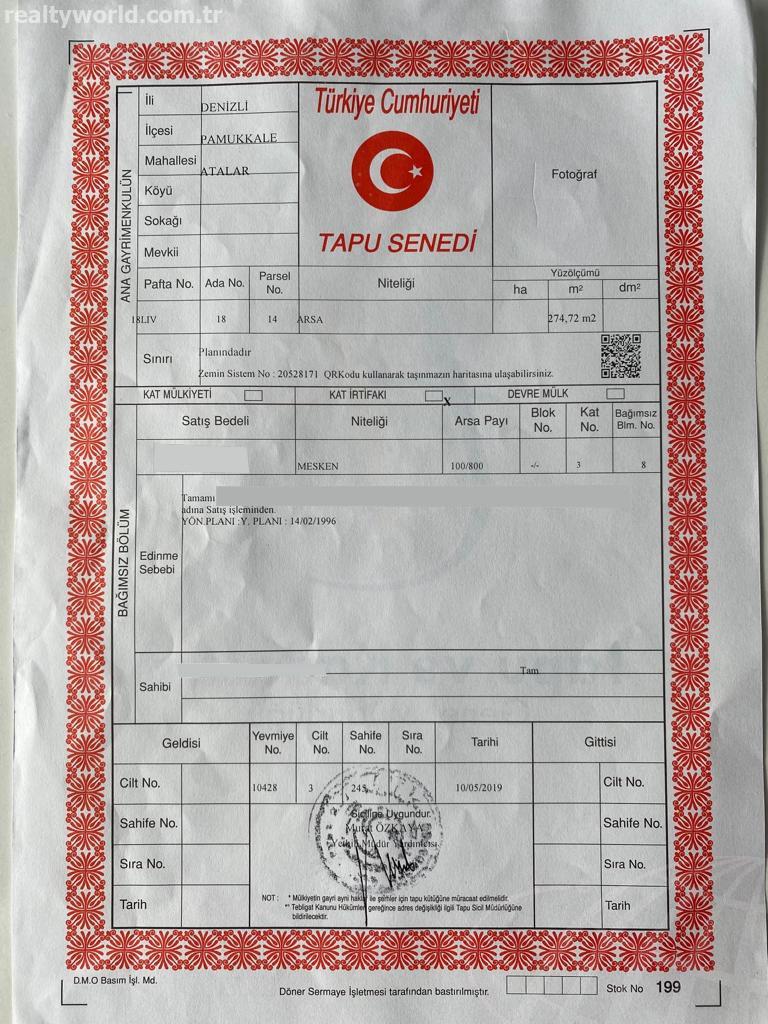 realtyworld.com.tr
ANA GAYRİMENKULÜN
İli DENİZLİ
İlçesi PAMUKKALE
Mahallesi ATALAR
Köyü
Sokağı
Mevkii
Türkiye Cumhuriyeti
TAPU SENEDİ
Fotoğraf
Pafta No. Ada No. Parsel No. Niteliği Yüzölçümü
ha m² dm²
18LIV 18 14 ARSA 274,72 m2
Sınırı
Planındadır
Zemin Sistem No : 20528171 QRKodu kullanarak taşınmazın haritasına ulaşabilirsiniz.
KAT MÜLKİYETİ KAT İRTİFAKI x DEVRE MÜLK
BAĞIMSIZ BÖLÜM
Satış Bedeli Niteliği Arsa Payı Blok No. Kat No. Bağımsız Blm. No.
MESKEN 100/800 -/- 3 8
Edinme Sebebi
Tamamı
adına Satış işleminden.
YÖN.PLANI :Y. PLANI : 14/02/1996
Sahibi
Tam
Geldisi Yevmiye No. Cilt No. Sahife No. Sıra No. Tarihi Gittisi
Cilt No. 10428 3 245 10/05/2019 Cilt No.
Sahife No. Sahife No.
Sıra No. Sıra No.
Tarih Tarih
Siciline Uygundur.
Murat ÖZKAYA
Yetkili Müdür Yardımcısı
NOT : * Mülkiyetin gayri ayni haklar ile şerhler için tapu kütüğüne müracaat edilmelidir.
** Tebligat Kanunu Hükümleri gereğince adres değişikliği ilgili Tapu Sicil Müdürlüğüne
bildirilecektir.
D.M.O Basım İşl. Md.
Döner Sermaye İşletmesi tarafından bastırılmıştır.
Stok No 199